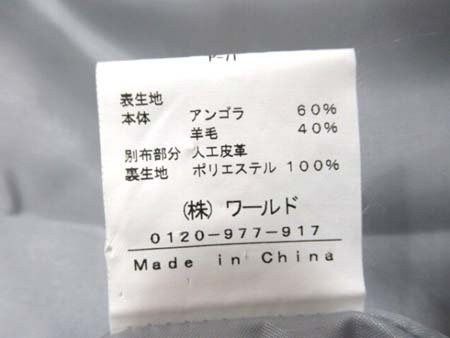 表生地
本体 アンゴラ 60%
羊毛 40%
別布部分 人工皮革
裏生地 ポリエステル 100%
(株) ワールド
0120-977-917
Made in China